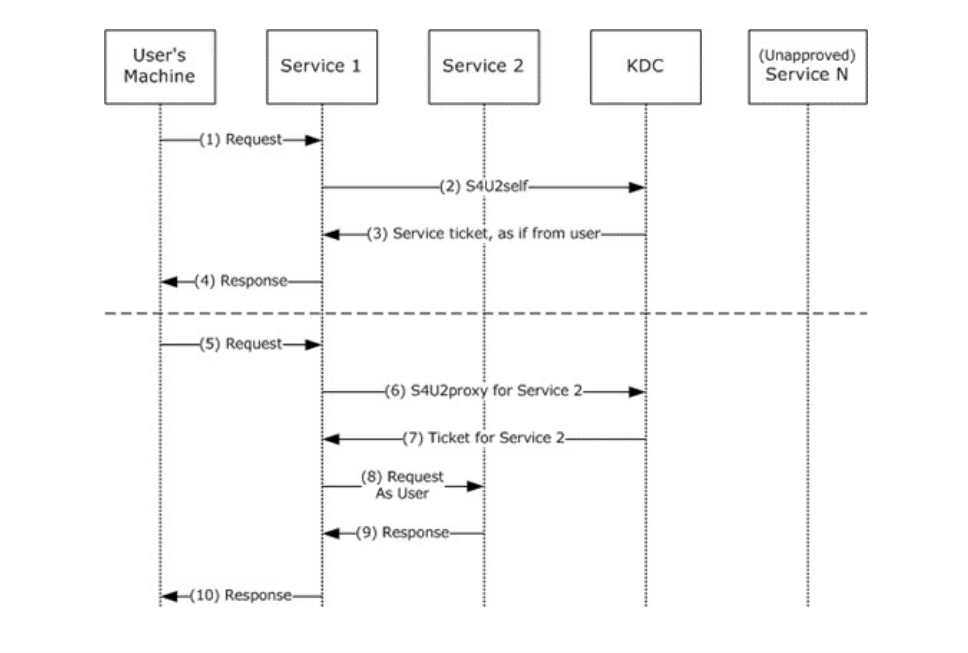 User's
Machine
Service 1
Service 2
KDC
(Unapproved)
Service N
(1) Request
(2) S4U2self
(3) Service ticket, as if from user
(4) Response
(5) Request
(6) S4U2proxy for Service 2
(7) Ticket for Service 2
(8) Request
As User
(9) Response
(10) Response